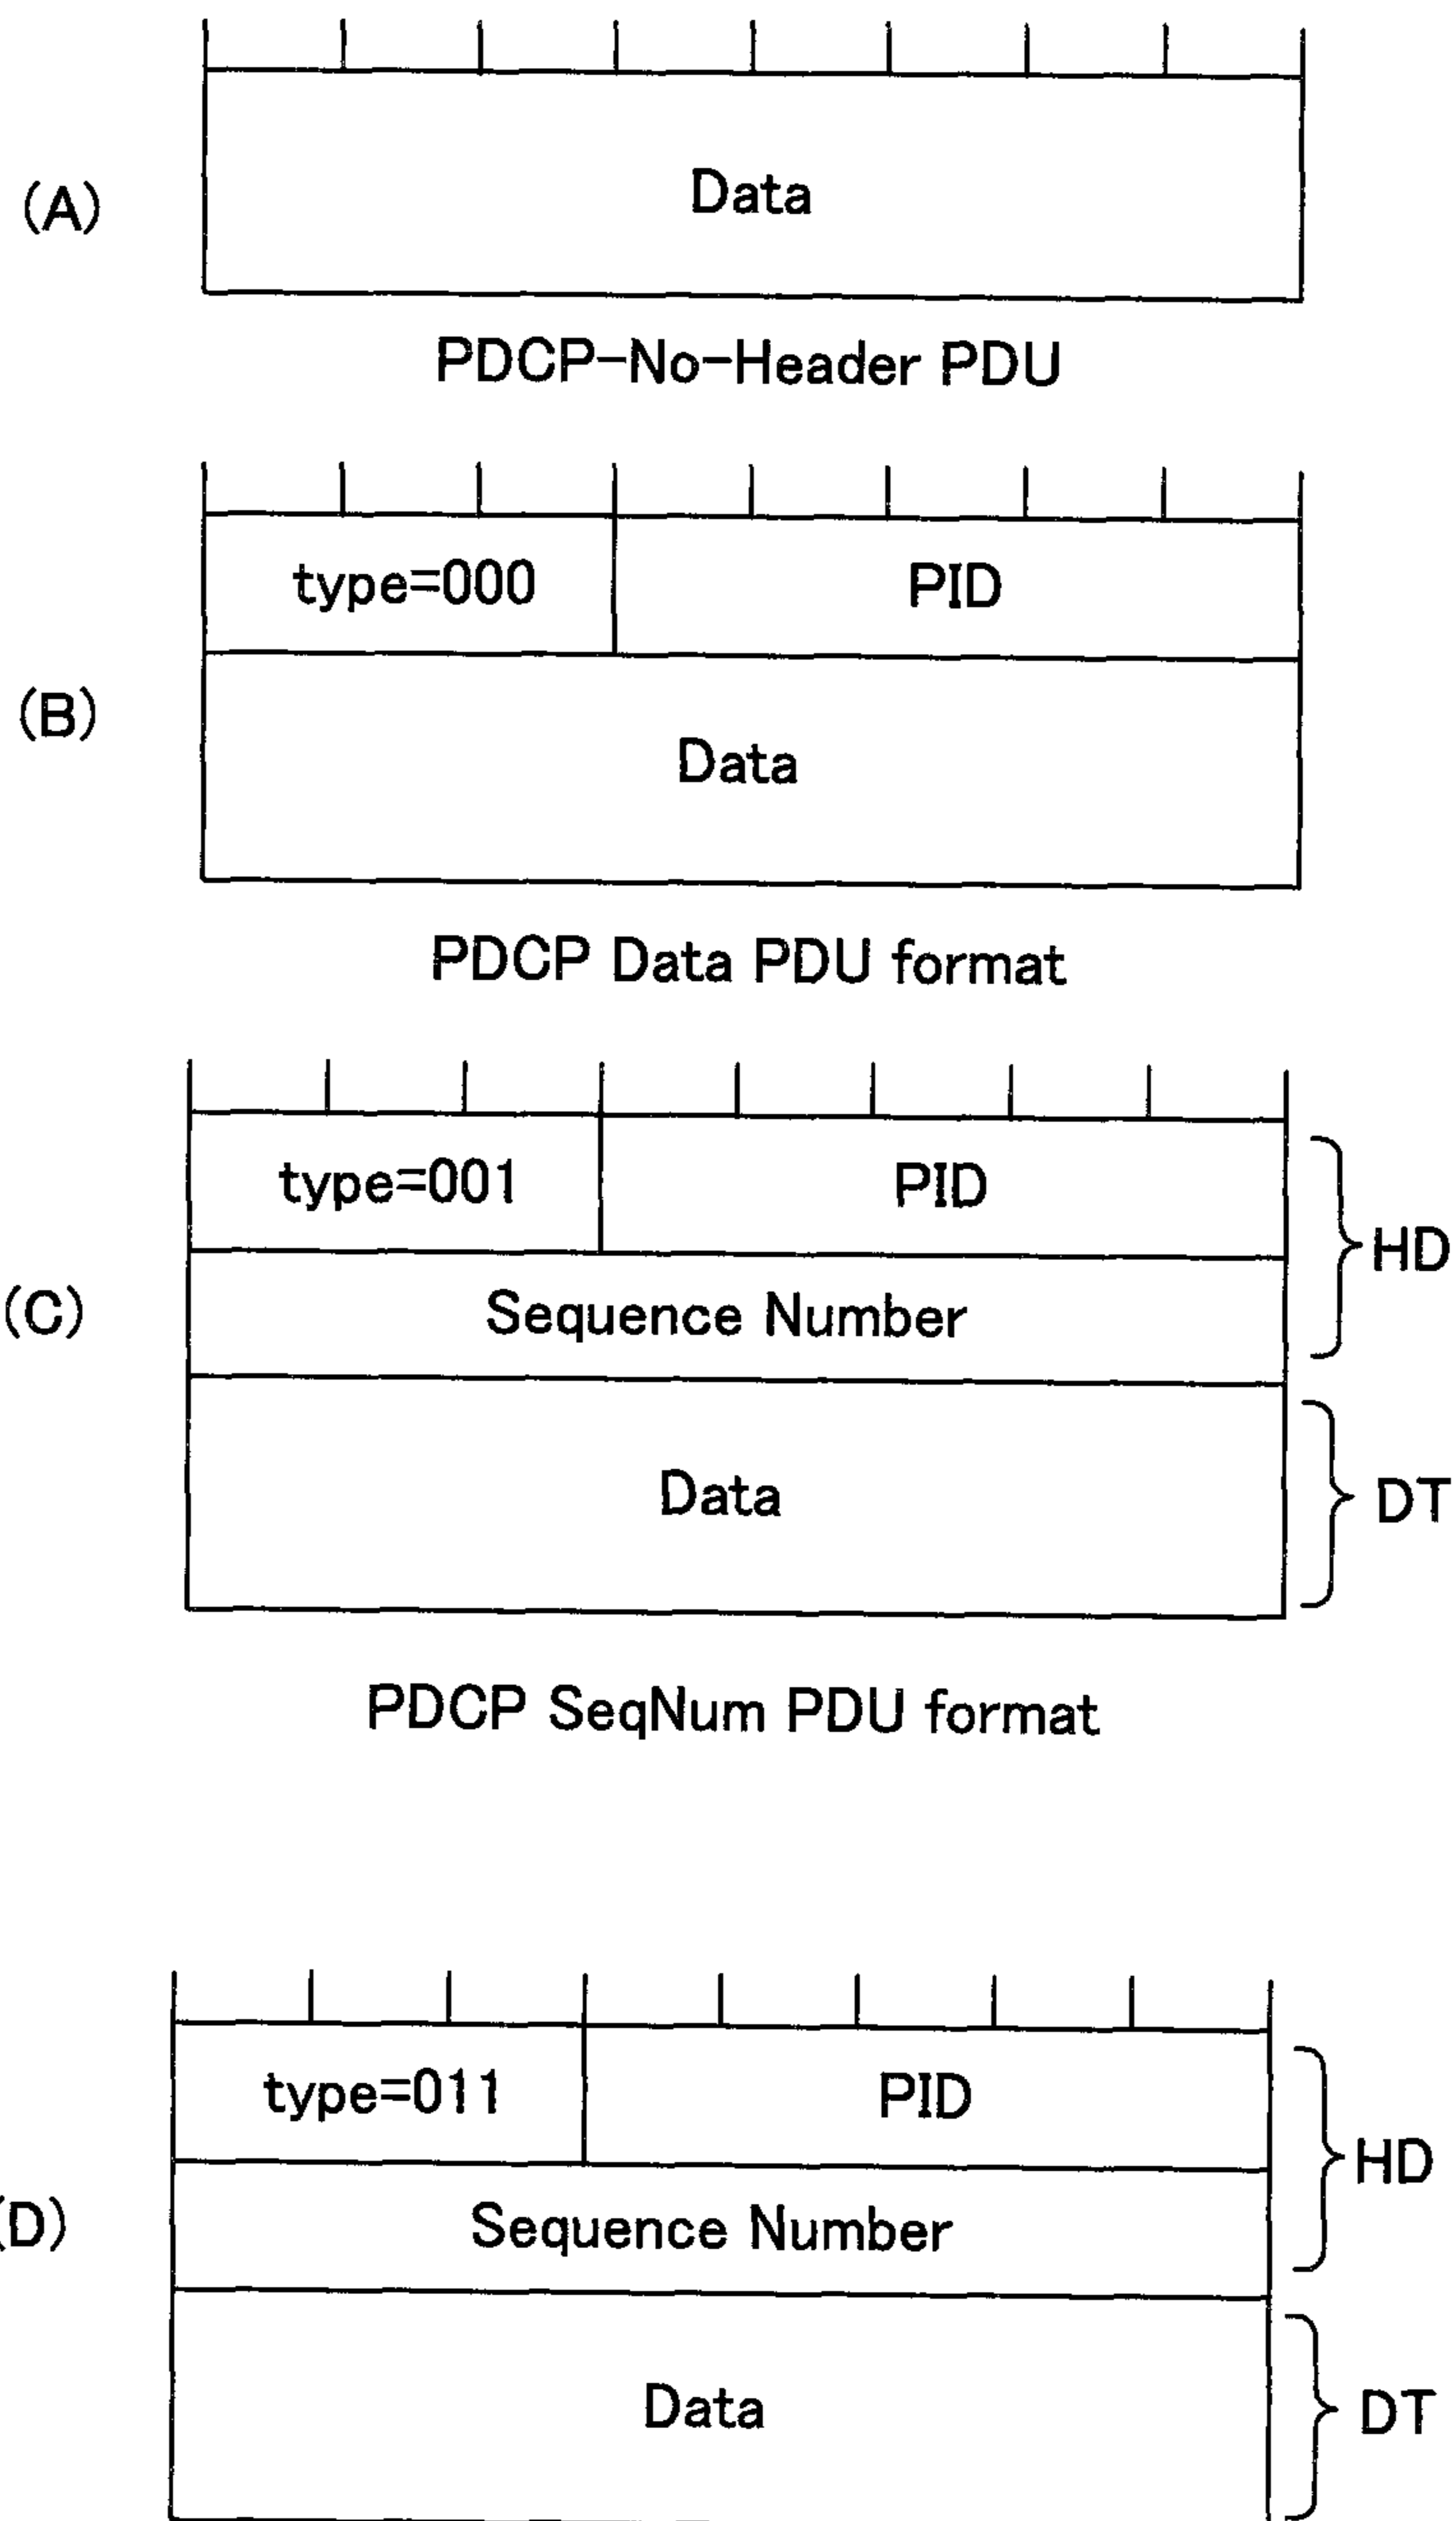 (A)
Data
PDCP-No-Header PDU
type=000 PID
(B)
Data
PDCP Data PDU format
type=001 PID
HD
(C)
Sequence Number
Data
DT
PDCP SeqNum PDU format
type=011 PID
HD
(D)
Sequence Number
Data
DT